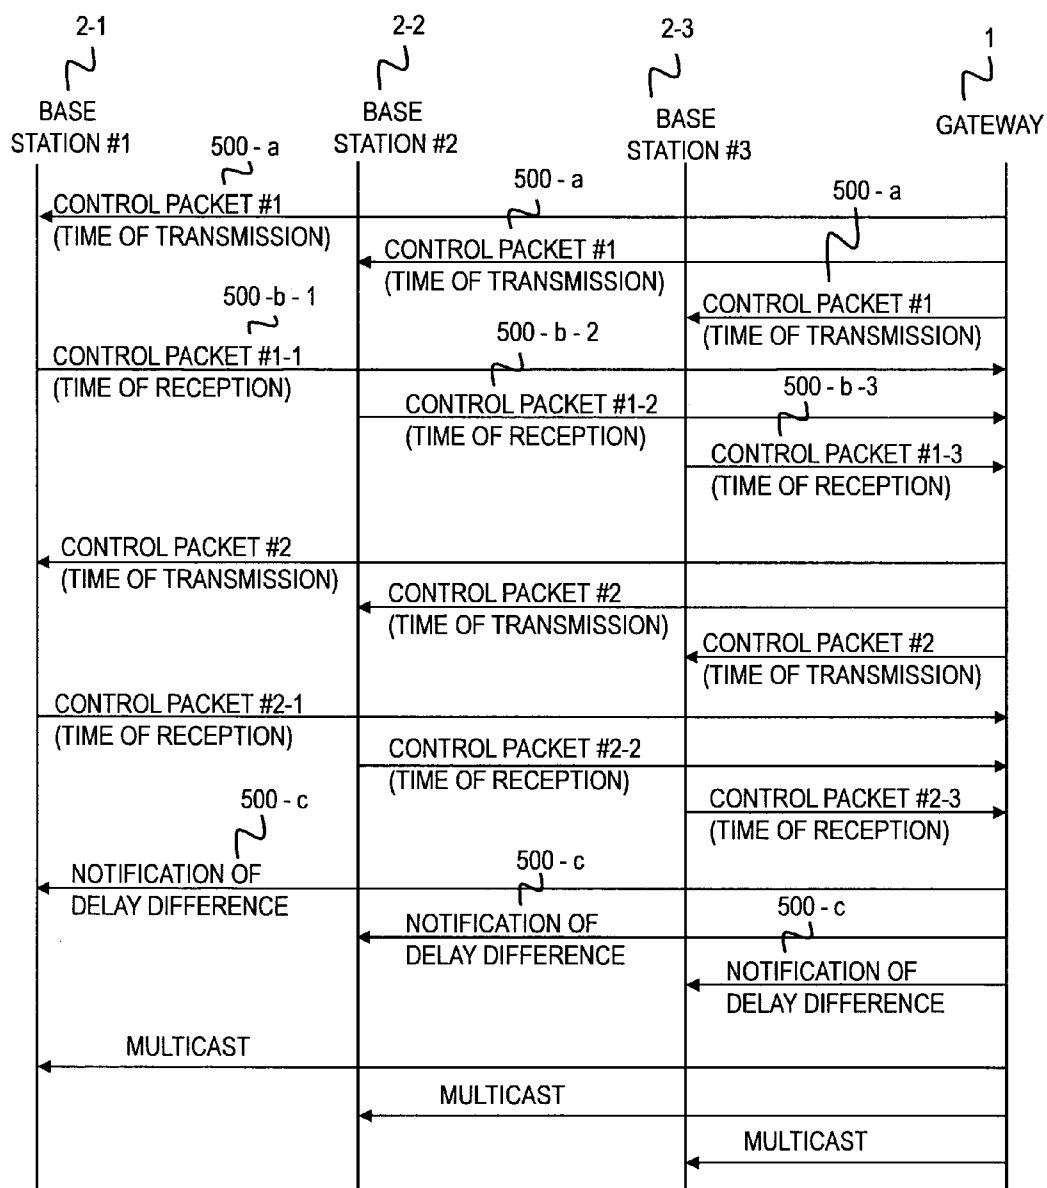 2-1
2-2
2-3
1
BASE
STATION #1
BASE
STATION #2
BASE
STATION #3
GATEWAY
500 - a
500 - a
500 - a
CONTROL PACKET #1
(TIME OF TRANSMISSION)
CONTROL PACKET #1
(TIME OF TRANSMISSION)
CONTROL PACKET #1
(TIME OF TRANSMISSION)
500 -b - 1
CONTROL PACKET #1-1
(TIME OF RECEPTION)
500 - b - 2
CONTROL PACKET #1-2
(TIME OF RECEPTION)
500 - b -3
CONTROL PACKET #1-3
(TIME OF RECEPTION)
CONTROL PACKET #2
(TIME OF TRANSMISSION)
CONTROL PACKET #2
(TIME OF TRANSMISSION)
CONTROL PACKET #2
(TIME OF TRANSMISSION)
CONTROL PACKET #2-1
(TIME OF RECEPTION)
CONTROL PACKET #2-2
(TIME OF RECEPTION)
CONTROL PACKET #2-3
(TIME OF RECEPTION)
500 - c
NOTIFICATION OF
DELAY DIFFERENCE
500 - c
NOTIFICATION OF
DELAY DIFFERENCE
500 - c
NOTIFICATION OF
DELAY DIFFERENCE
MULTICAST
MULTICAST
MULTICAST